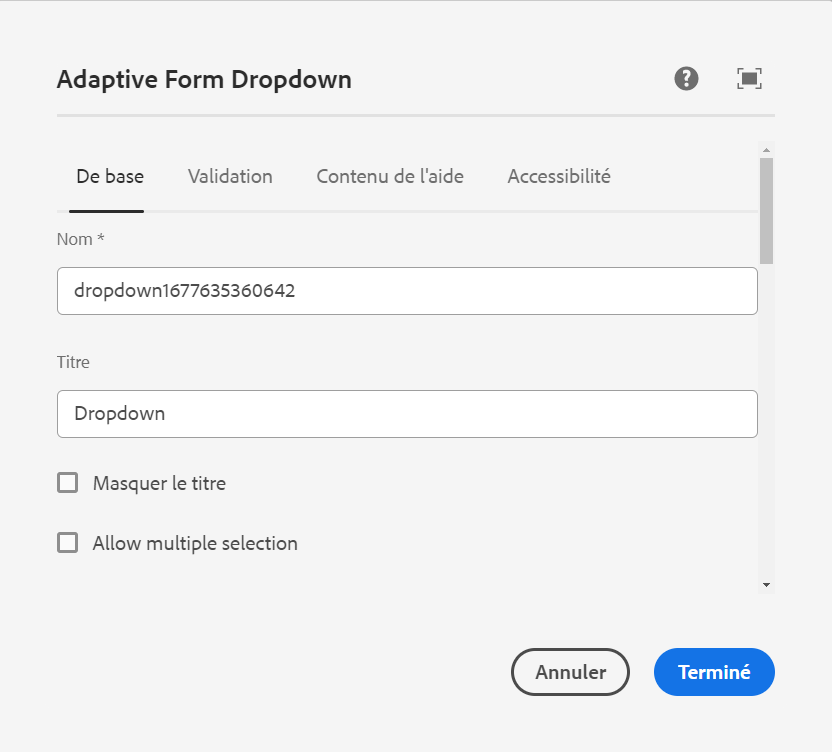 Adaptive Form Dropdown
De base Validation Contenu de l'aide Accessibilité
Nom *
dropdown1677635360642
Titre
Dropdown
Masquer le titre
Allow multiple selection
Annuler Terminé